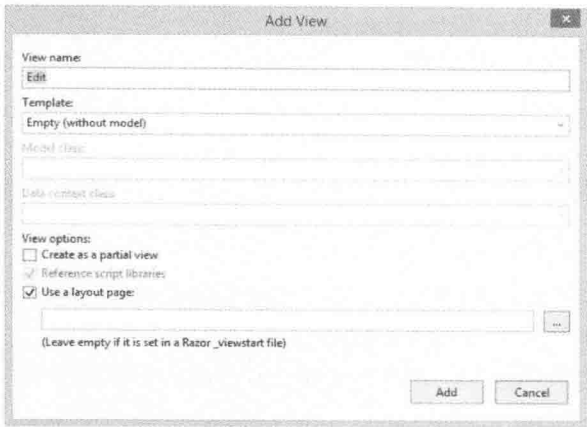 Add View
View name:
Edit
Template:
Empty (without model)
Model class:
Data context class:
View options:
Create as a partial view
Reference script libraries
Use a layout page:
...
(Leave empty if it is set in a Razor _viewstart file)
Add
Cancel